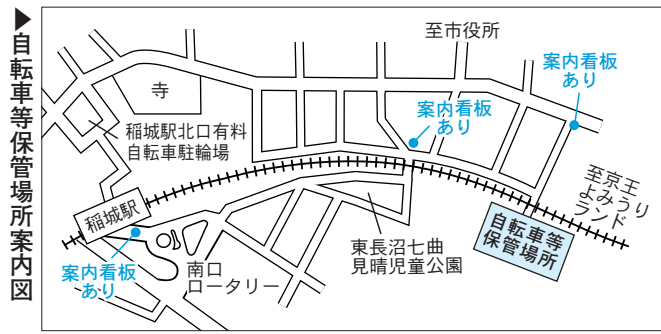 ▶自転車等保管場所案内図
至市役所
案内看板
あり
案内看板
あり
寺
稲城駅北口有料
自転車駐輪場
至京王
よみうり
ランド
稲城駅
自転車等
保管場所
東長沼七曲
見晴児童公園
案内看板
あり
南口
ロータリー